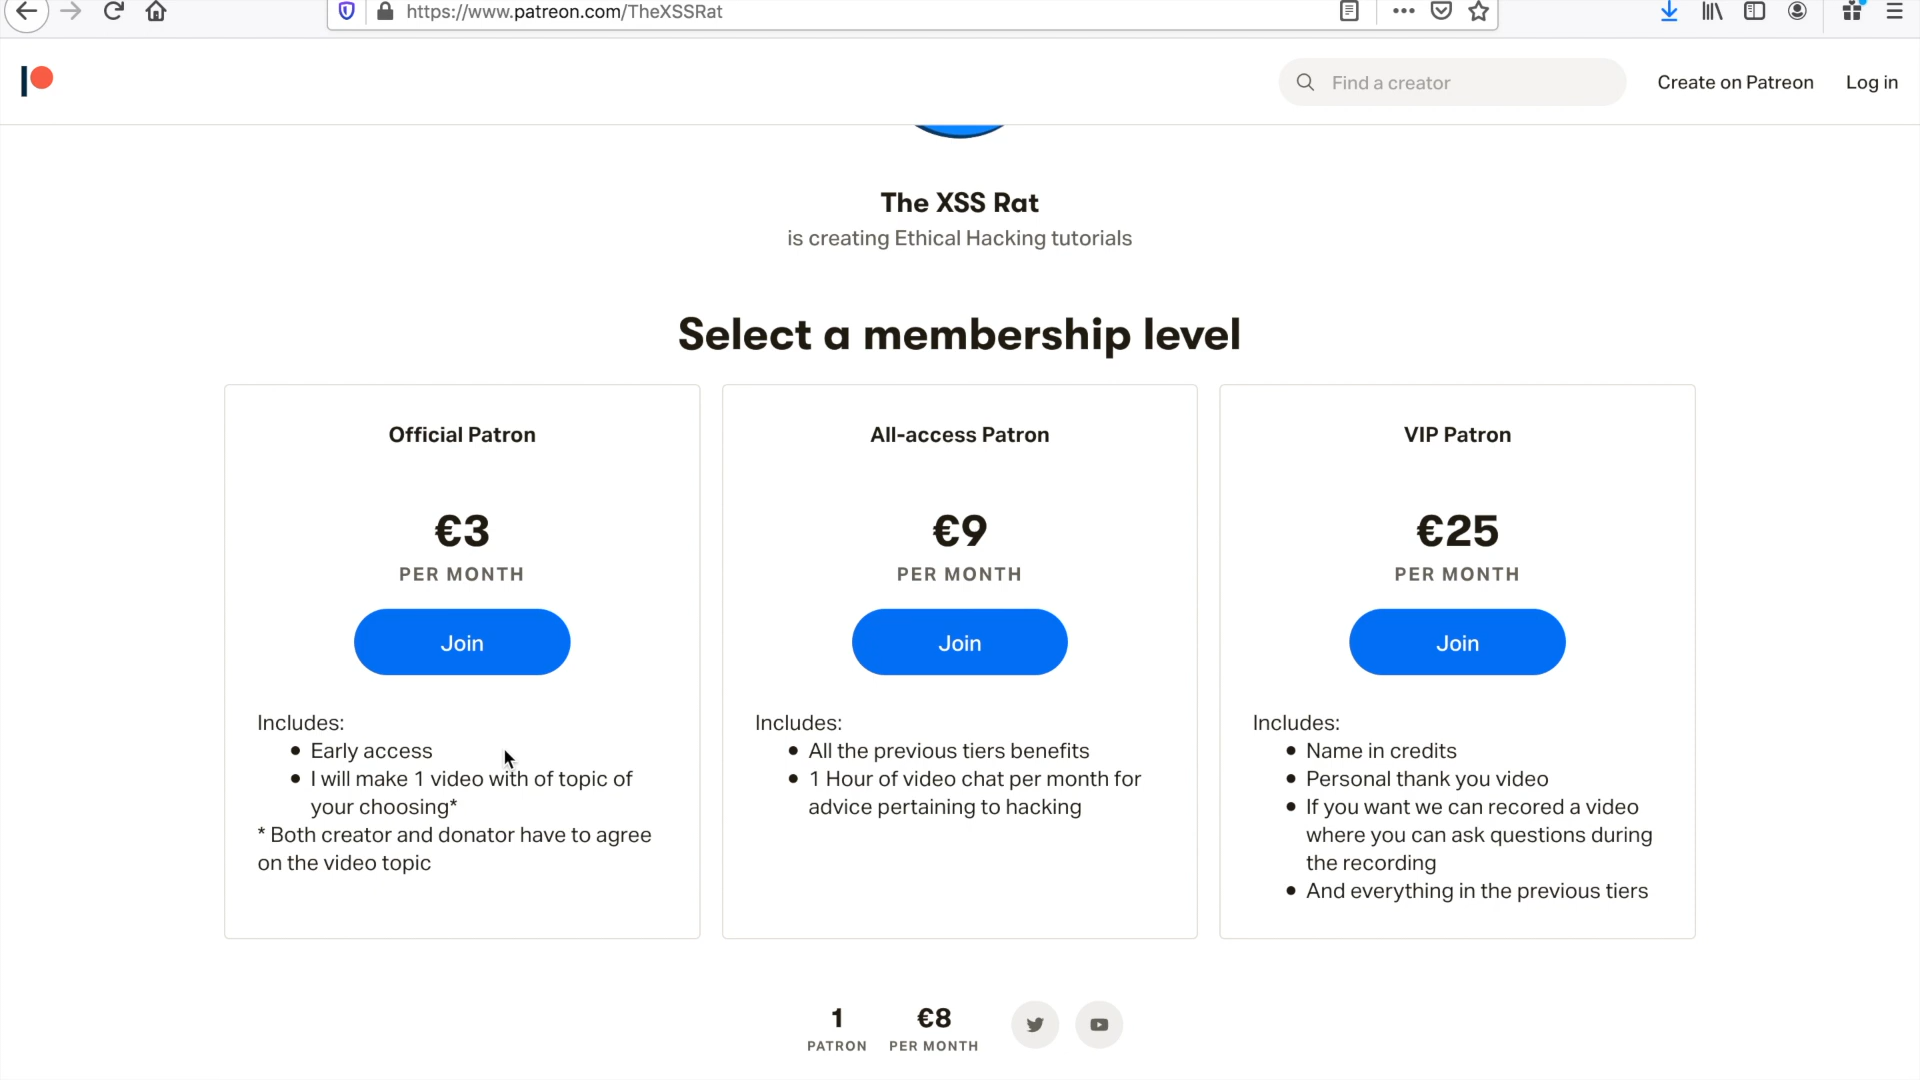 https://www.patreon.com/TheXSSRat
Find a creator
Create on Patreon
Log in
The XSS Rat
is creating Ethical Hacking tutorials
Select a membership level
Official Patron
€3
PER MONTH
Join
Includes:
• Early access
• I will make 1 video with of topic of
your choosing*
* Both creator and donator have to agree
on the video topic
All-access Patron
€9
PER MONTH
Join
Includes:
• All the previous tiers benefits
• 1 Hour of video chat per month for
advice pertaining to hacking
VIP Patron
€25
PER MONTH
Join
Includes:
• Name in credits
• Personal thank you video
• If you want we can recored a video
where you can ask questions during
the recording
• And everything in the previous tiers
1
PATRON
€8
PER MONTH